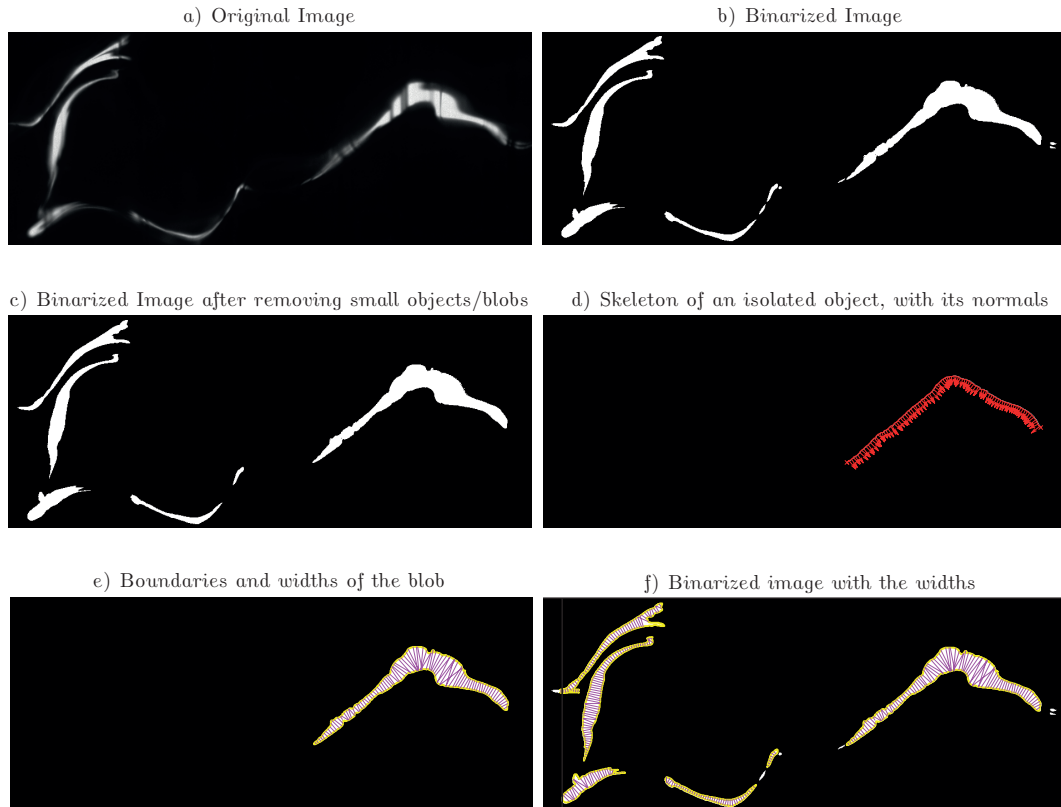 a) Original Image
b) Binarized Image
c) Binarized Image after removing small objects/blobs
d) Skeleton of an isolated object, with its normals
e) Boundaries and widths of the blob
f) Binarized image with the widths